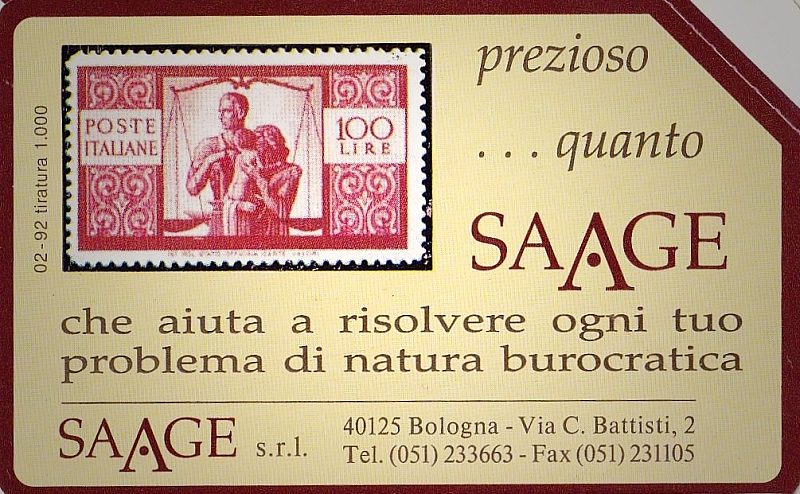 02-92 tiratura 1.000
POSTE
ITALIANE
100
LIRE
prezioso
. . . quanto
SAAGE
che aiuta a risolvere ogni tuo
problema di natura burocratica
SAAGE s.r.l.
40125 Bologna - Via C. Battisti, 2
Tel. (051) 233663 - Fax (051) 231105